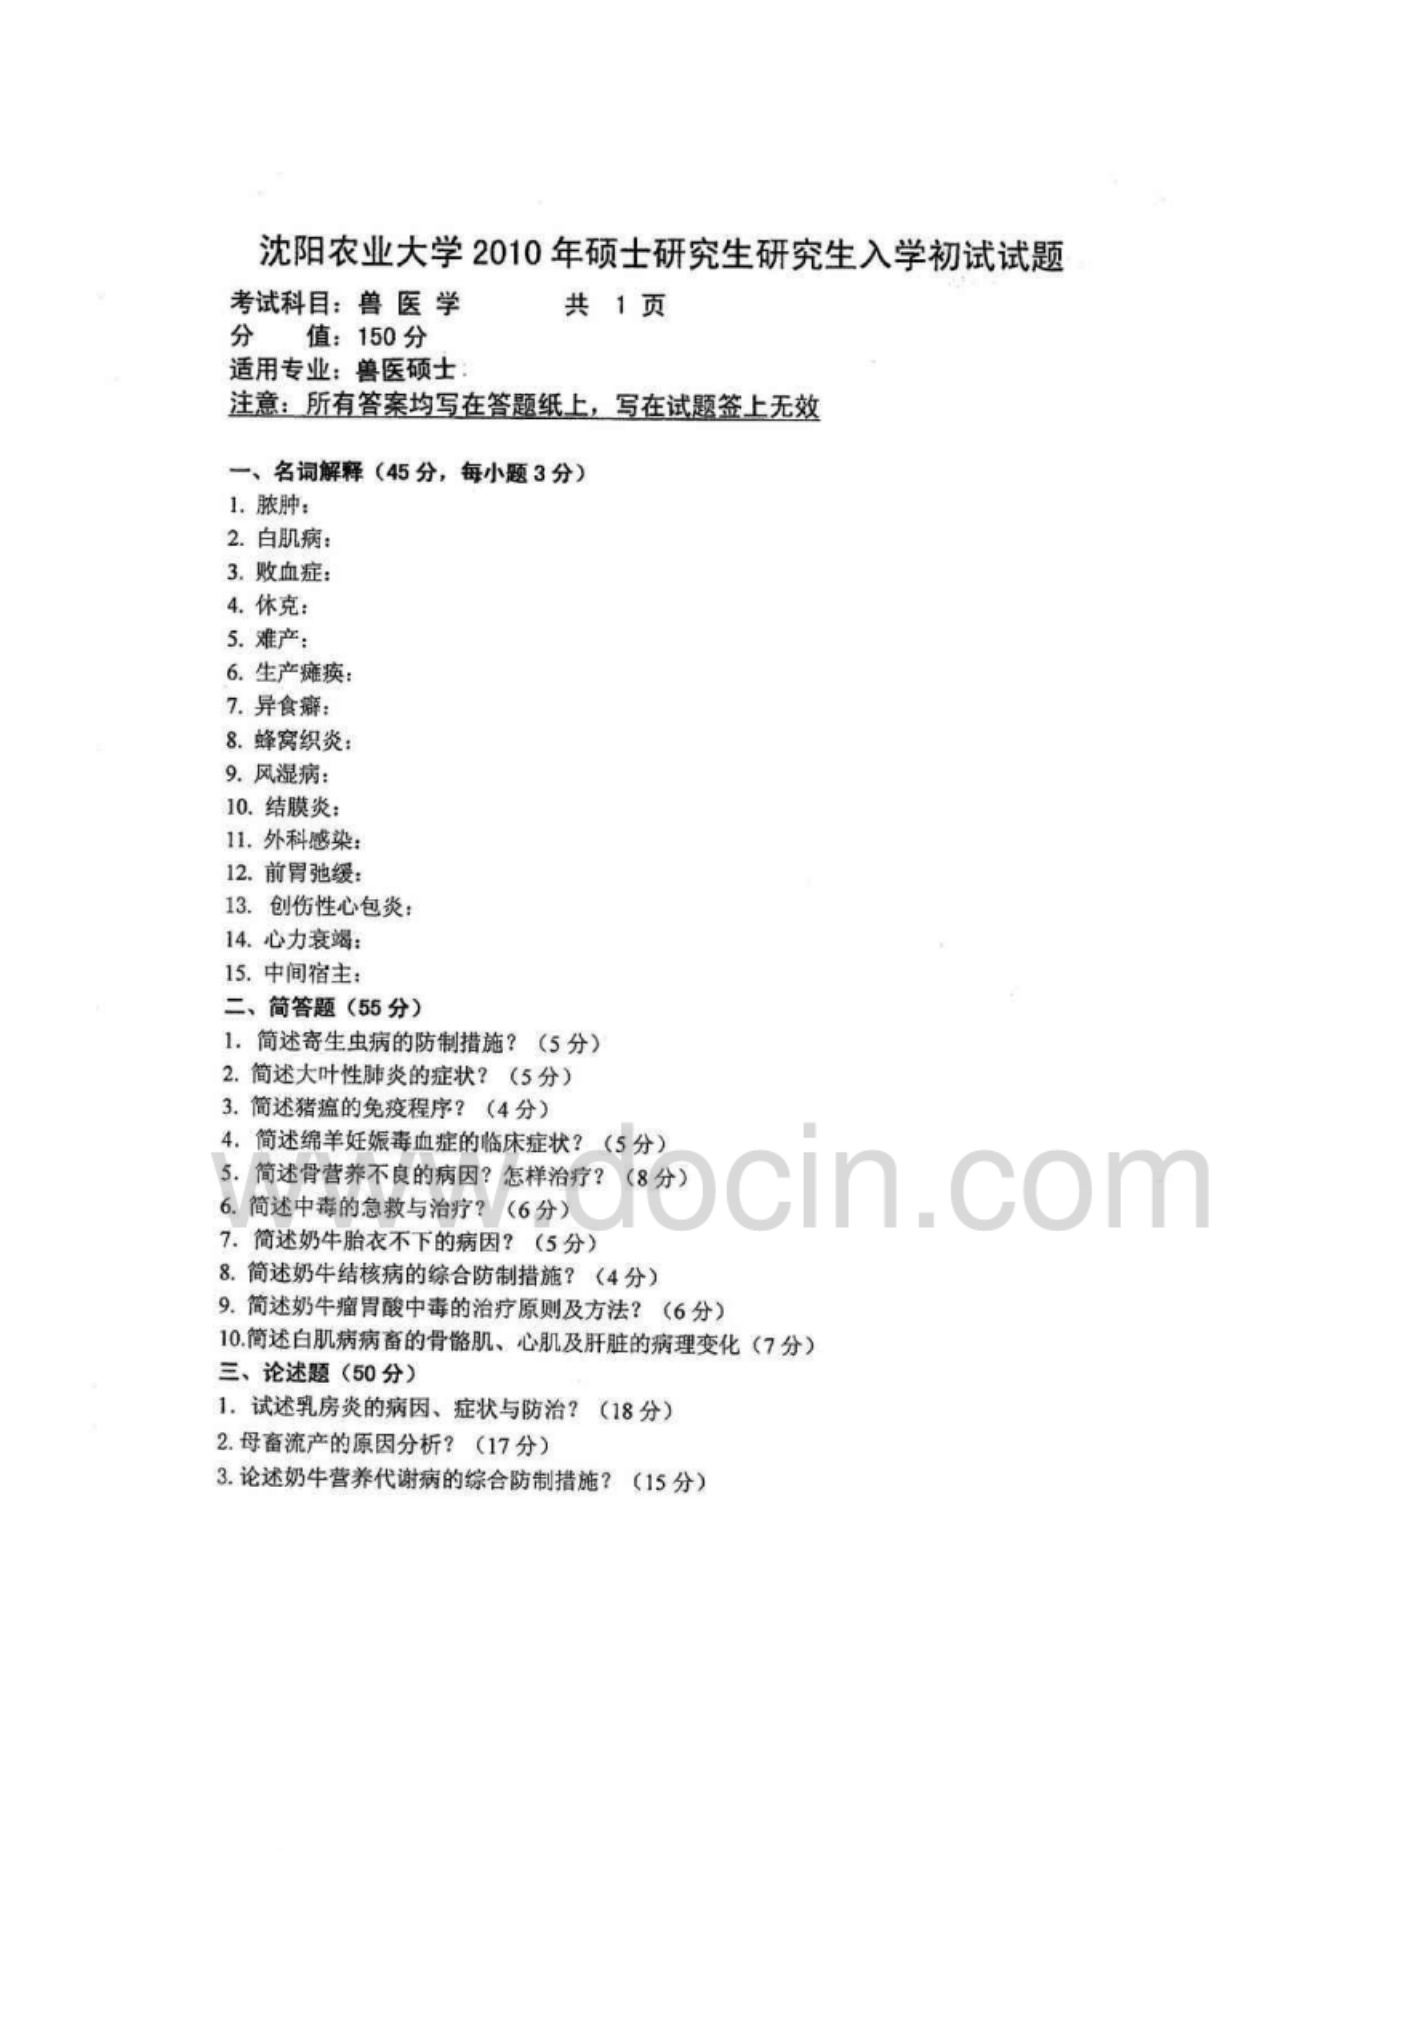 沈阳农业大学2010年硕士研究生研究生入学初试试题
考试科目：兽 医 学 共 1 页
分 值：150分
适用专业：兽医硕士
注意：所有答案均写在答题纸上，写在试题签上无效
一、名词解释（45分，每小题3分）
1. 脓肿：
2. 白肌病：
3. 败血症：
4. 休克：
5. 难产：
6. 生产瘫痪：
7. 异食癖：
8. 蜂窝织炎：
9. 风湿病：
10. 结膜炎：
11. 外科感染：
12. 前胃弛缓：
13. 创伤性心包炎：
14. 心力衰竭：
15. 中间宿主：
二、简答题（55分）
1. 简述寄生虫病的防制措施？（5分）
2. 简述大叶性肺炎的症状？（5分）
3. 简述猪瘟的免疫程序？（4分）
4. 简述绵羊妊娠毒血症的临床症状？（5分）
5. 简述骨营养不良的病因？怎样治疗？（8分）
www.docin.com
6. 简述中毒的急救与治疗？（6分）
7. 简述奶牛胎衣不下的病因？（5分）
8. 简述奶牛结核病的综合防制措施？（4分）
9. 简述奶牛瘤胃酸中毒的治疗原则及方法？（6分）
10.简述白肌病病畜的骨骼肌、心肌及肝脏的病理变化（7分）
三、论述题（50分）
1. 试述乳房炎的病因、症状与防治？（18分）
2.母畜流产的原因分析？（17分）
3.论述奶牛营养代谢病的综合防制措施？（15分）